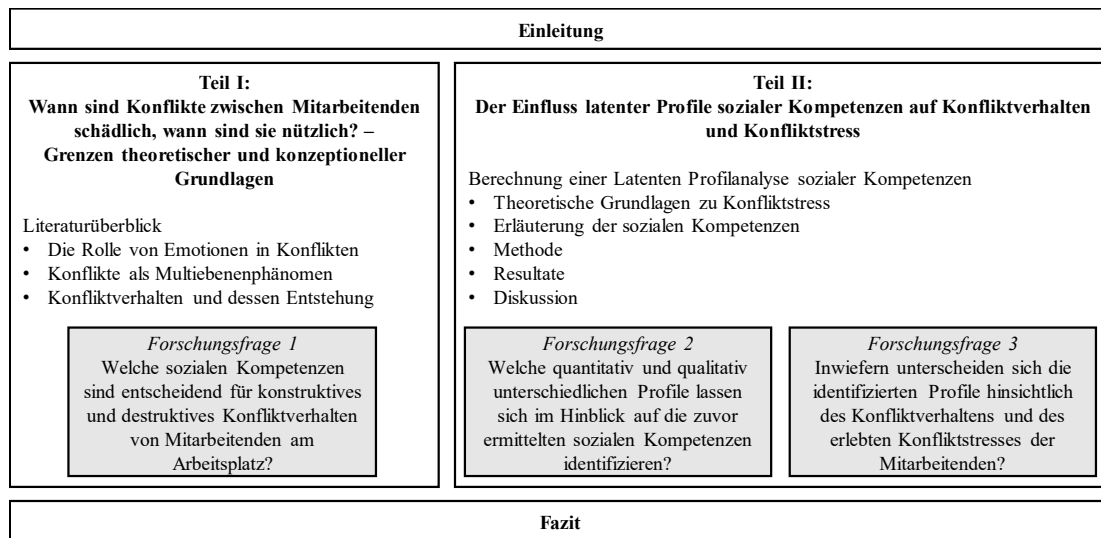 Einleitung
Teil I:
Wann sind Konflikte zwischen Mitarbeitenden
schädlich, wann sind sie nützlich? –
Grenzen theoretischer und konzeptioneller
Grundlagen
Literaturüberblick
• Die Rolle von Emotionen in Konflikten
• Konflikte als Multiebenenphänomen
• Konfliktverhalten und dessen Entstehung
Forschungsfrage 1
Welche sozialen Kompetenzen
sind entscheidend für konstruktives
und destruktives Konfliktverhalten
von Mitarbeitenden am
Arbeitsplatz?
Teil II:
Der Einfluss latenter Profile sozialer Kompetenzen auf Konfliktverhalten
und Konfliktstress
Berechnung einer Latenten Profilanalyse sozialer Kompetenzen
• Theoretische Grundlagen zu Konfliktstress
• Erläuterung der sozialen Kompetenzen
• Methode
• Resultate
• Diskussion
Forschungsfrage 2
Welche quantitativ und qualitativ
unterschiedlichen Profile lassen
sich im Hinblick auf die zuvor
ermittelten sozialen Kompetenzen
identifizieren?
Forschungsfrage 3
Inwiefern unterscheiden sich die
identifizierten Profile hinsichtlich
des Konfliktverhaltens und des
erlebten Konfliktstresses der
Mitarbeitenden?
Fazit